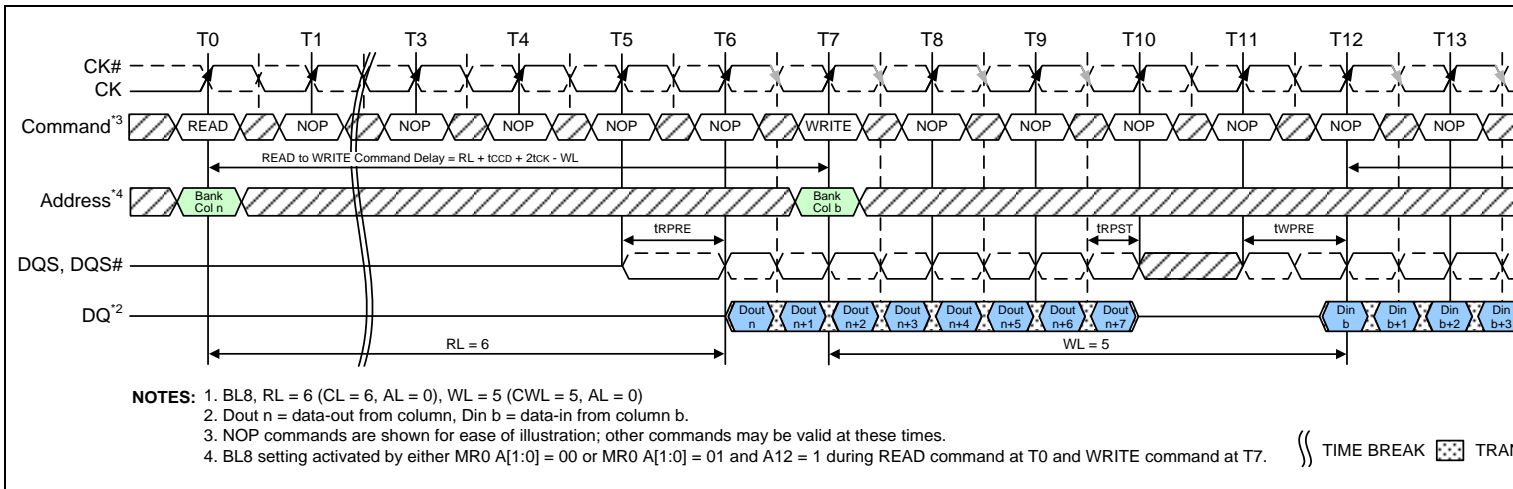 T0 T1 T3 T4 T5 T6 T7 T8 T9 T10 T11 T12 T13
CK#
CK
Command*3 READ NOP NOP NOP NOP NOP WRITE NOP NOP NOP NOP NOP NOP
READ to WRITE Command Delay = RL + tCCD + 2tCK - WL
Address*4 Bank Col n Bank Col b
tRPRE tRPST tWPRE
DQS, DQS#
DQ*2 Dout n Dout n+1 Dout n+2 Dout n+3 Dout n+4 Dout n+5 Dout n+6 Dout n+7 Din b Din b+1 Din b+2 Din b+3
RL = 6 WL = 5
NOTES: 1. BL8, RL = 6 (CL = 6, AL = 0), WL = 5 (CWL = 5, AL = 0)
2. Dout n = data-out from column, Din b = data-in from column b.
3. NOP commands are shown for ease of illustration; other commands may be valid at these times.
4. BL8 setting activated by either MR0 A[1:0] = 00 or MR0 A[1:0] = 01 and A12 = 1 during READ command at T0 and WRITE command at T7.
TIME BREAK